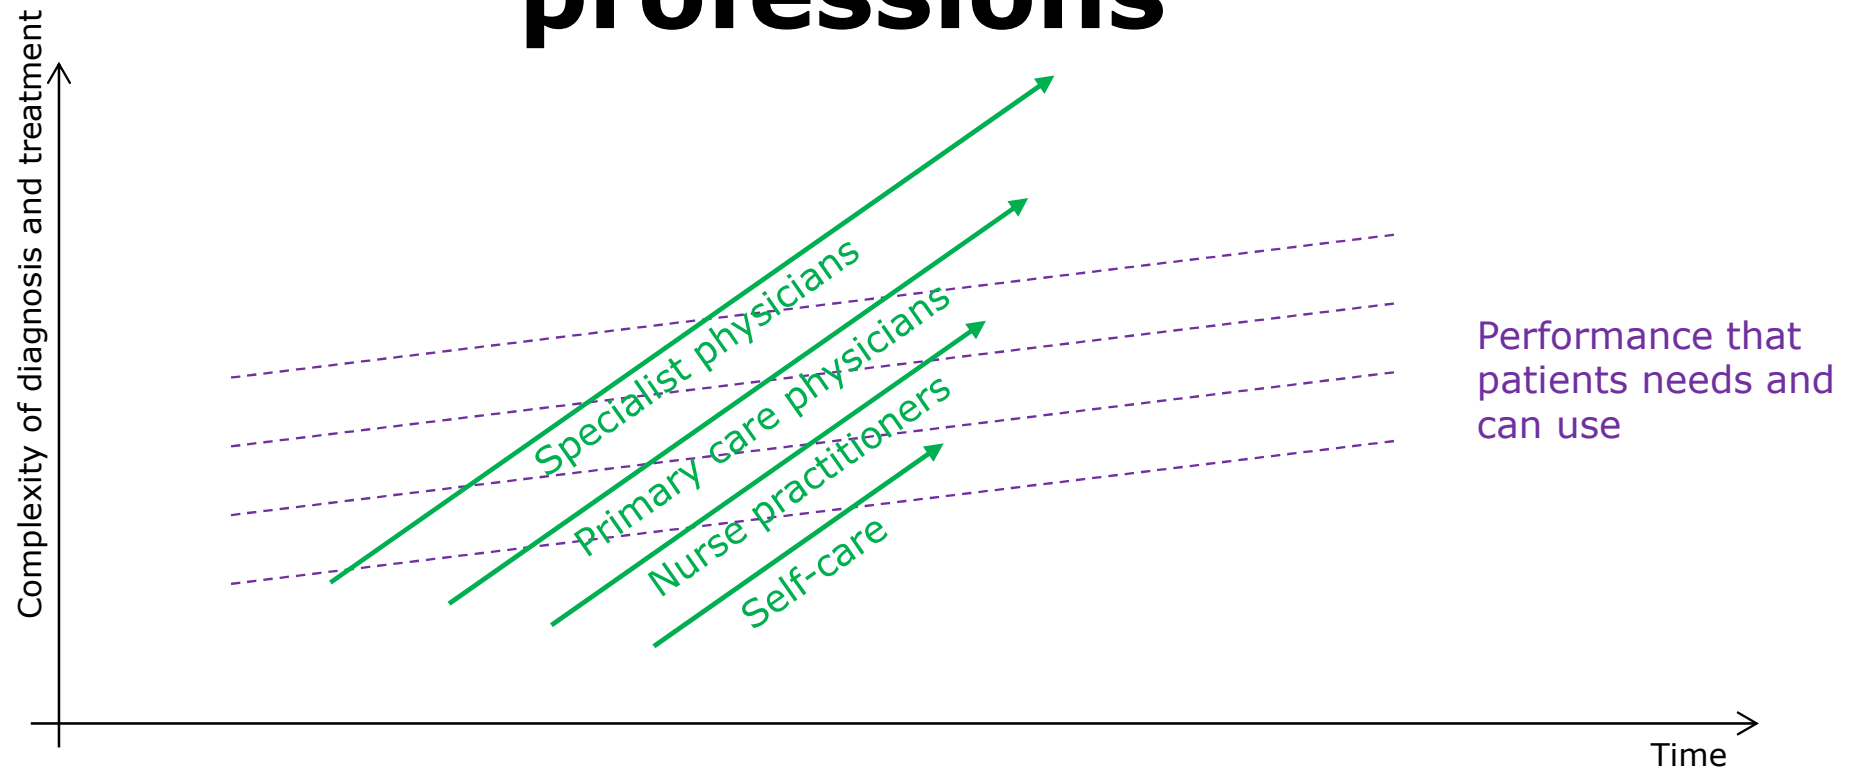 professions
Complexity of diagnosis and treatment
Specialist physicians
Primary care physicians
Nurse practitioners
Self-care
Performance that
patients needs and
can use
Time